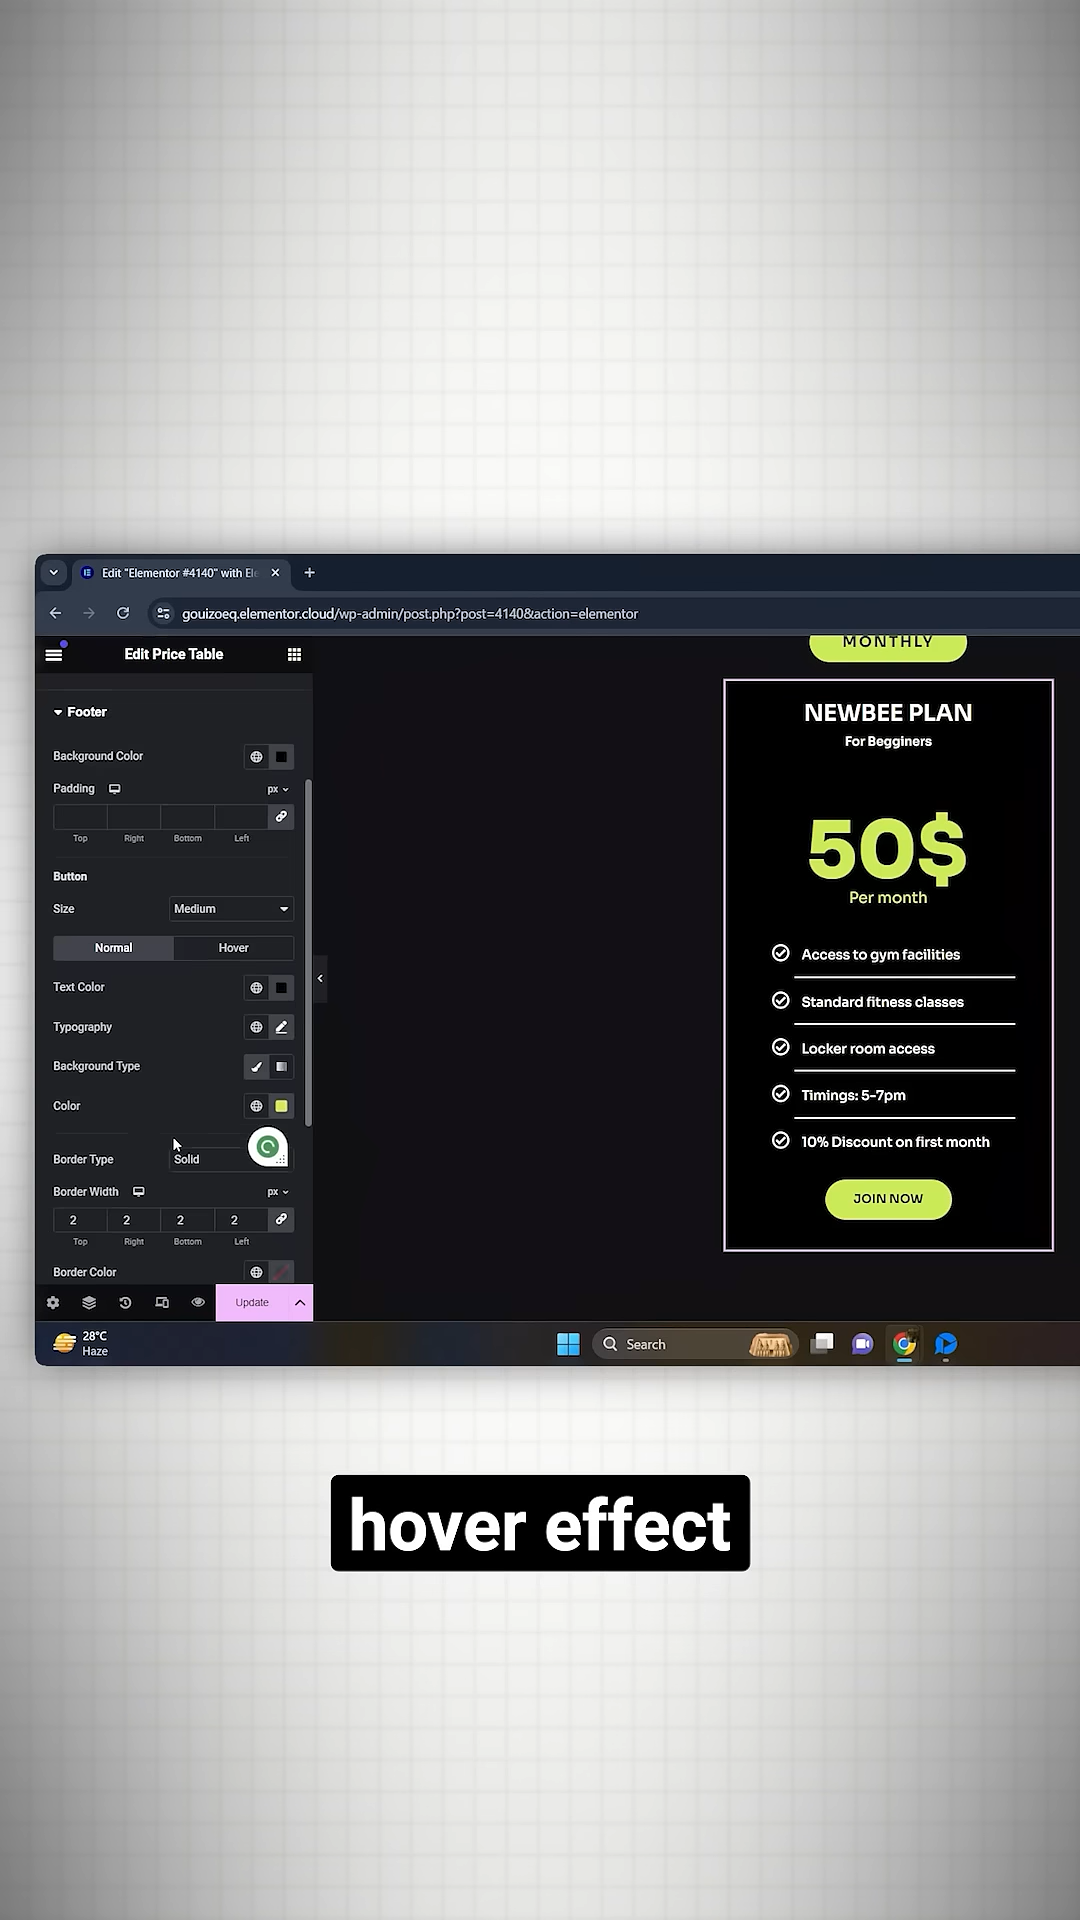 Edit "Elementor #4140" with Ele
gouizoeq.elementor.cloud/wp-admin/post.php?post=4140&action=elementor
Edit Price Table
Footer
Background Color
Padding
px
Top Right Bottom Left
Button
Size
Medium
Normal Hover
Text Color
Typography
Background Type
Color
Border Type
Solid
Border Width
px
2 2 2 2
Top Right Bottom Left
Border Color
Update
MONTHLY
NEWBEE PLAN
For Begginers
50$
Per month
Access to gym facilities
Standard fitness classes
Locker room access
Timings: 5-7pm
10% Discount on first month
JOIN NOW
28°C
Haze
Search
hover effect